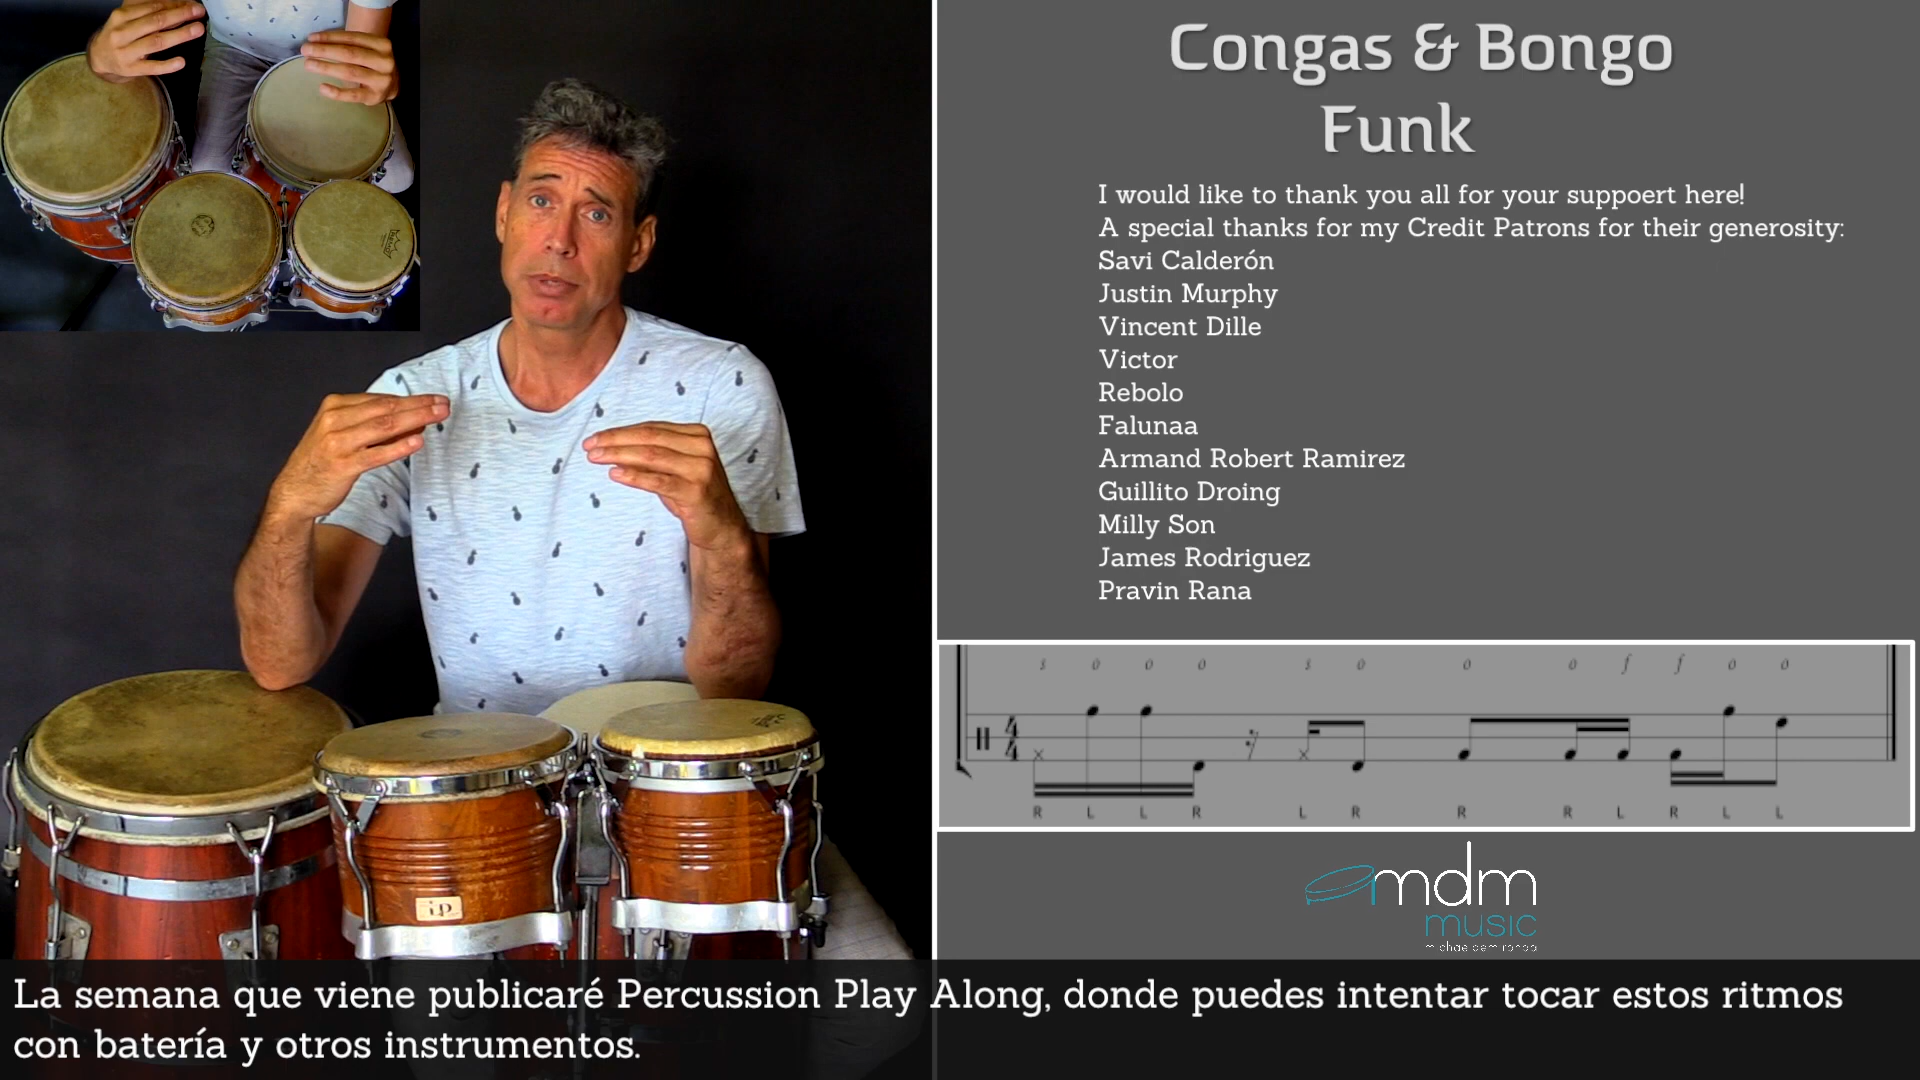 Congas & Bongo
Funk
I would like to thank you all for your suppoert here!
A special thanks for my Credit Patrons for their generosity:
Savi Calderón
Justin Murphy
Vincent Dille
Victor
Rebolo
Falunaa
Armand Robert Ramirez
Guillito Droing
Milly Son
James Rodriguez
Pravin Rana
s o o o s o o o f f o o
4
4
R L L R L R R R L R L L
mdm
music
ip
La semana que viene publicaré Percussion Play Along, donde puedes intentar tocar estos ritmos
con batería y otros instrumentos.